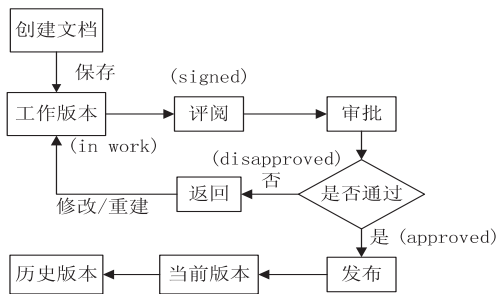 创建文档
保存
(signed)
工作版本
评阅
审批
(in work)
(disapproved)
否
返回
是否通过
修改/重建
是 (approved)
历史版本
当前版本
发布